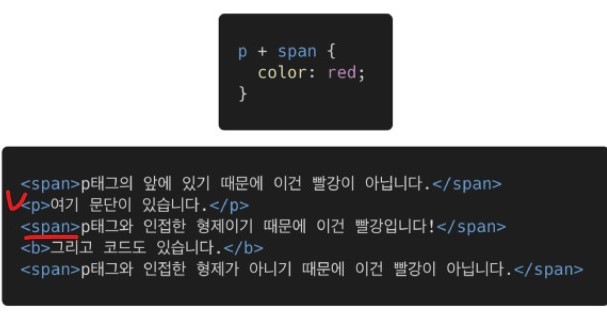 p + span {
color: red;
}
<span>p태그의 앞에 있기 때문에 이건 빨강이 아닙니다.</span>
<p>여기 문단이 있습니다.</p>
<span>p태그와 인접한 형제이기 때문에 이건 빨강입니다!</span>
<b>그리고 코드도 있습니다.</b>
<span>p태그와 인접한 형제가 아니기 때문에 이건 빨강이 아닙니다.</span>